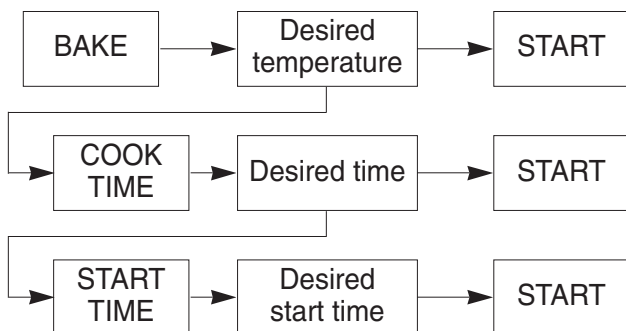 BAKE
Desired
temperature
START
COOK
TIME
Desired time
START
START
TIME
Desired
start time
START